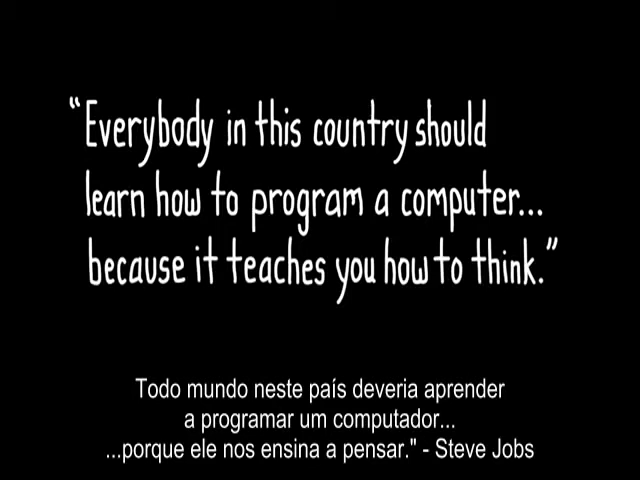 “Everybody in this country should
learn how to program a computer...
because it teaches you how to think.”
Todo mundo neste país deveria aprender
a programar um computador...
...porque ele nos ensina a pensar." - Steve Jobs